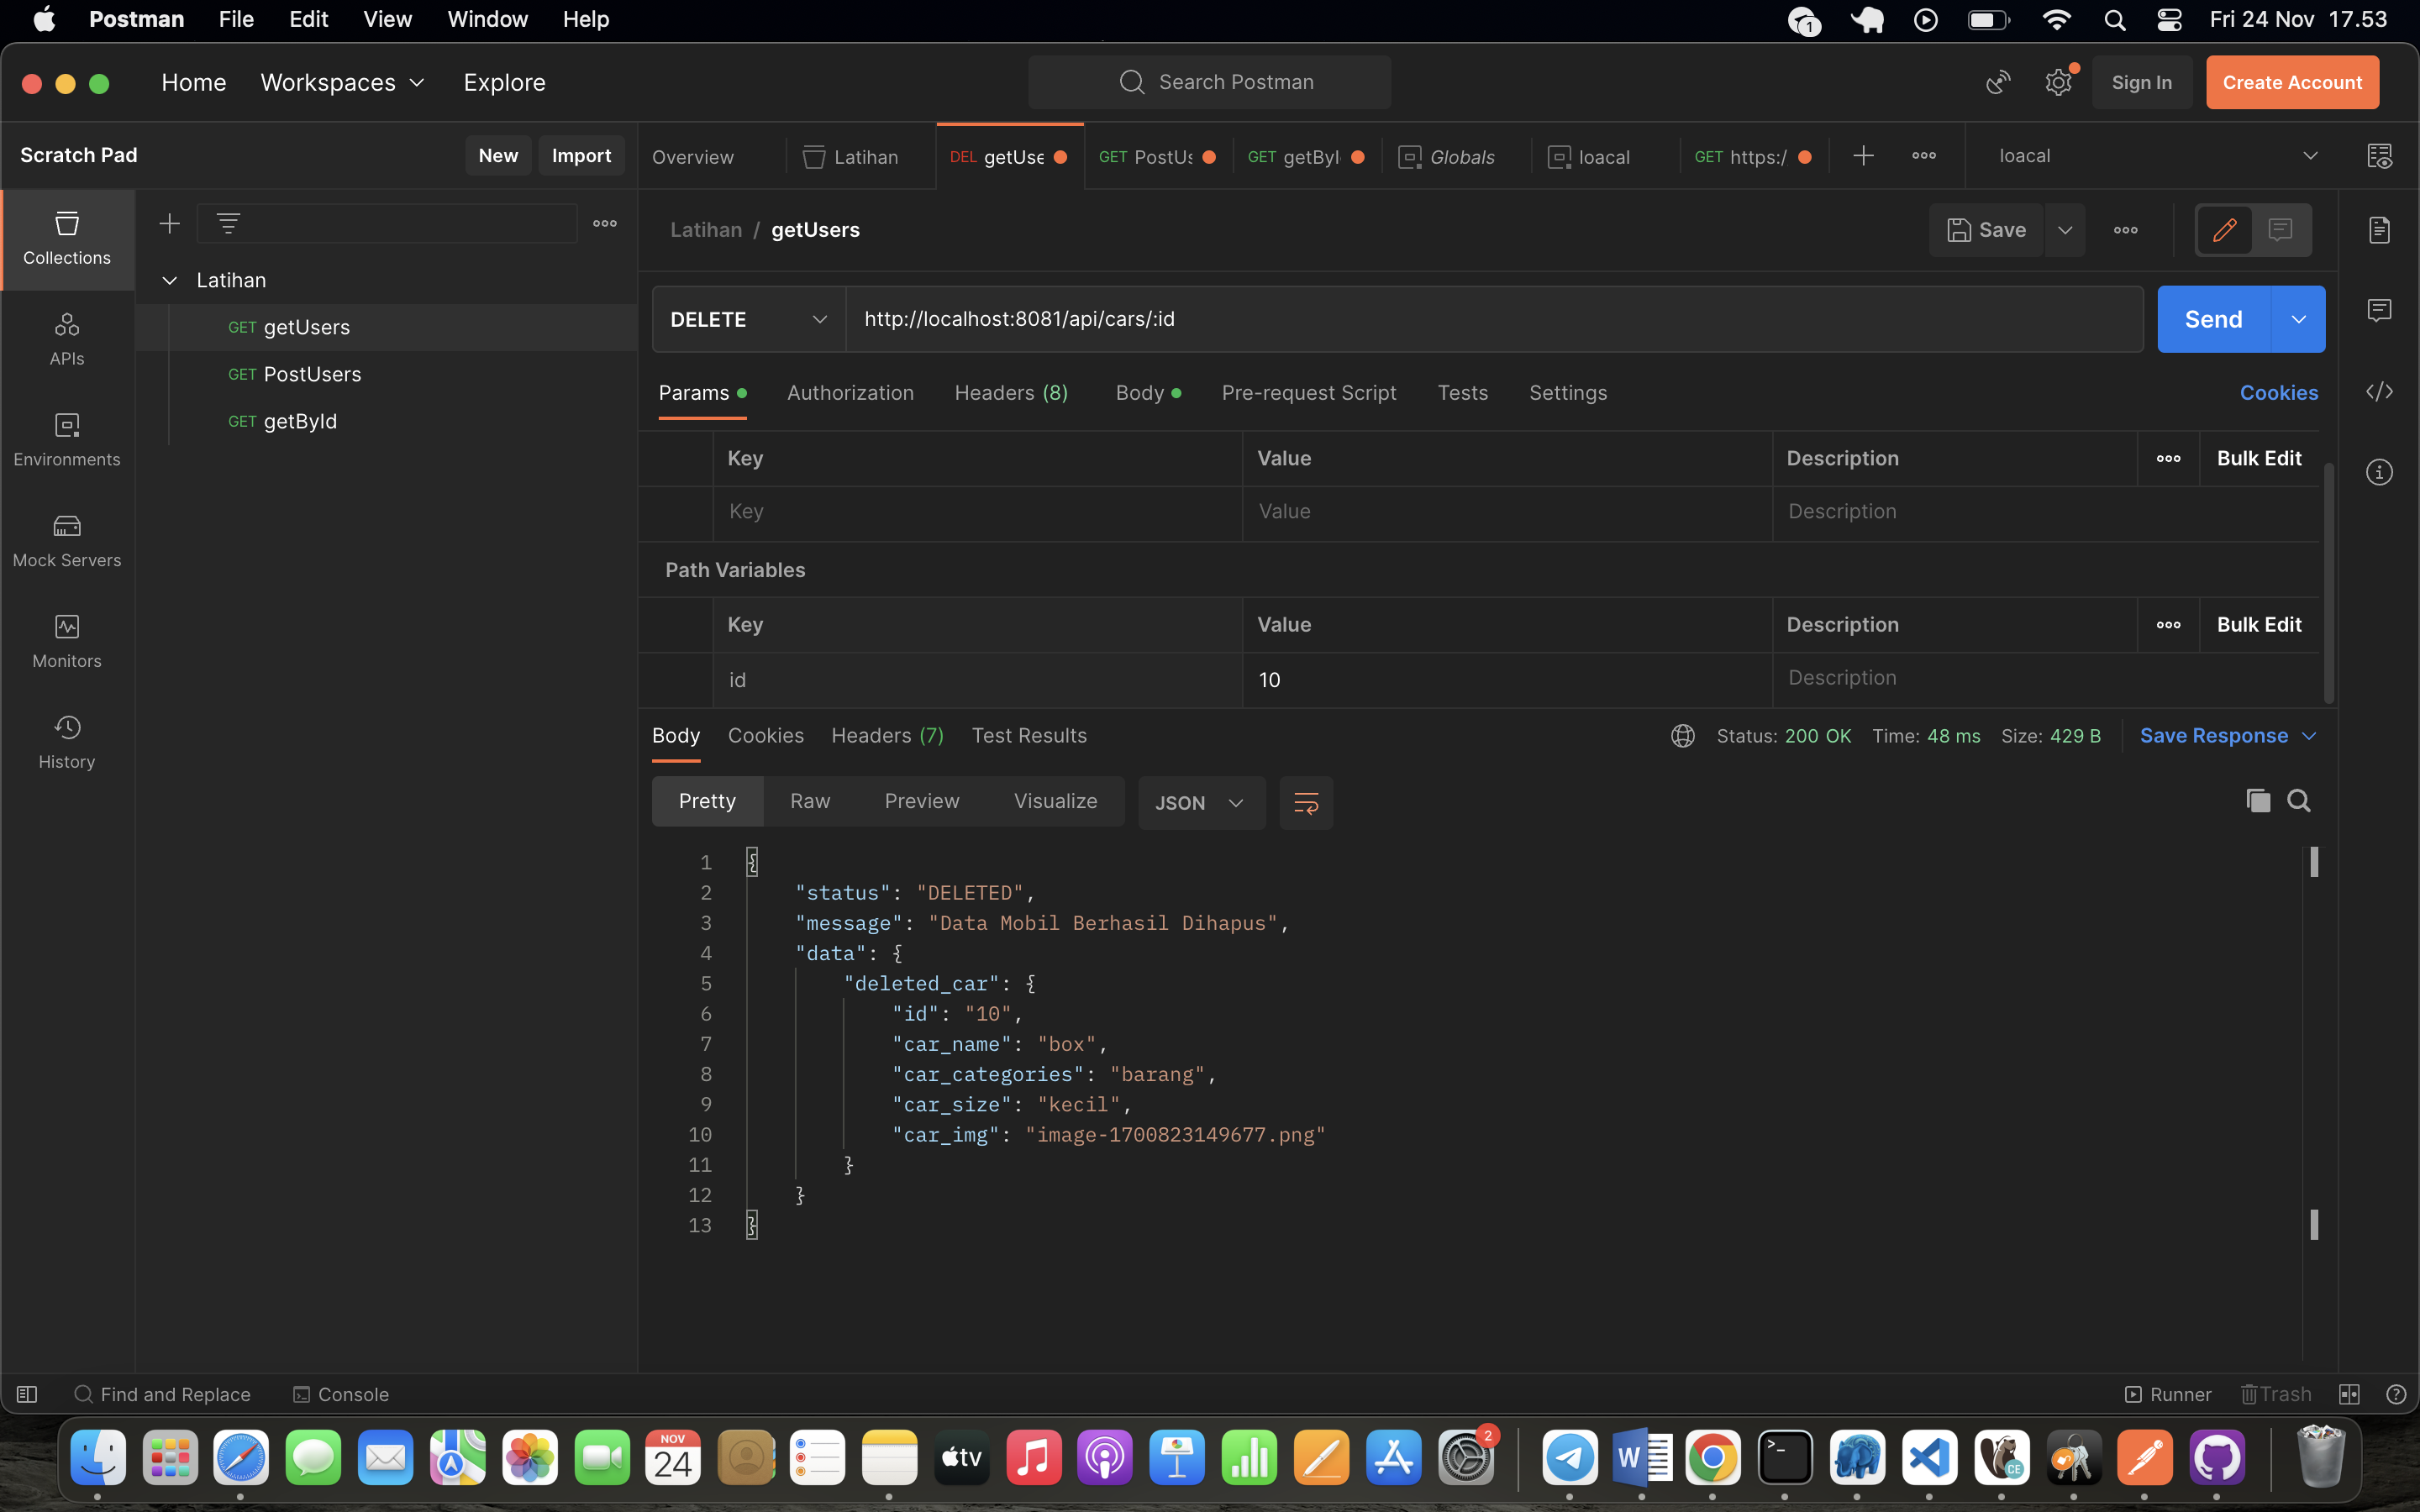 Postman File Edit View Window Help
1
Fri 24 Nov 17.53
Home Workspaces Explore
Search Postman
Sign In Create Account
Scratch Pad New Import
Overview Latihan DEL getUse GET PostUs GET getByI Globals loacal GET https:/ loacal
Collections
APIs
Environments
Mock Servers
Monitors
History
Latihan
GET getUsers
GET PostUsers
GET getById
Latihan / getUsers
Save
DELETE http://localhost:8081/api/cars/:id Send
Params Authorization Headers (8) Body Pre-request Script Tests Settings Cookies
Key Value Description Bulk Edit
Key Value Description
Path Variables
Key Value Description Bulk Edit
id 10 Description
Body Cookies Headers (7) Test Results Status: 200 OK Time: 48 ms Size: 429 B Save Response
Pretty Raw Preview Visualize JSON
1 {
2 "status": "DELETED",
3 "message": "Data Mobil Berhasil Dihapus",
4 "data": {
5 "deleted_car": {
6 "id": "10",
7 "car_name": "box",
8 "car_categories": "barang",
9 "car_size": "kecil",
10 "car_img": "image-1700823149677.png"
11 }
12 }
13 }
Find and Replace Console Runner Trash
NOV
24
tv
2
W
>_
CE